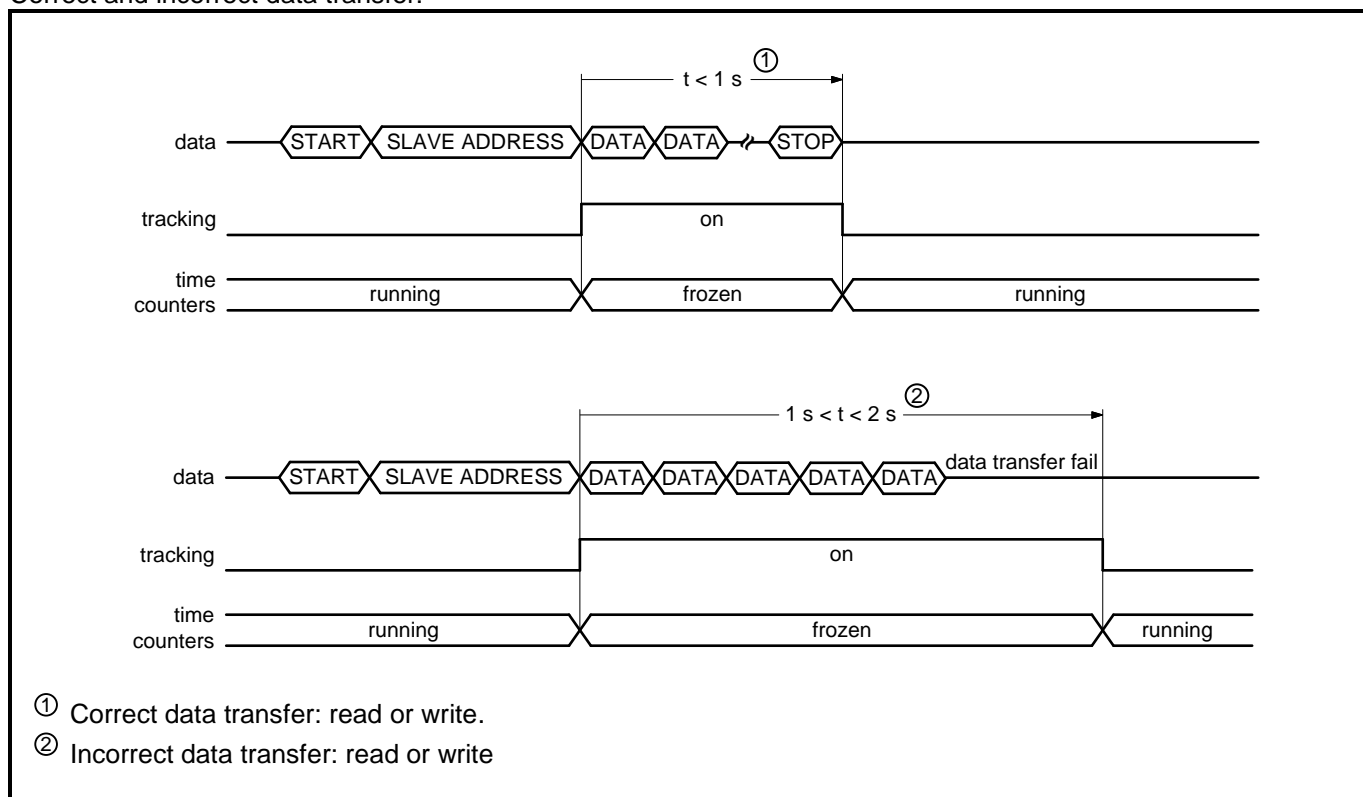 Correct and incorrect data transfer:
t < 1 s ①
data START SLAVE ADDRESS DATA DATA STOP
tracking on
time
counters running frozen running
1 s < t < 2 s ②
data START SLAVE ADDRESS DATA DATA DATA DATA DATA data transfer fail
tracking on
time
counters running frozen running
① Correct data transfer: read or write.
② Incorrect data transfer: read or write